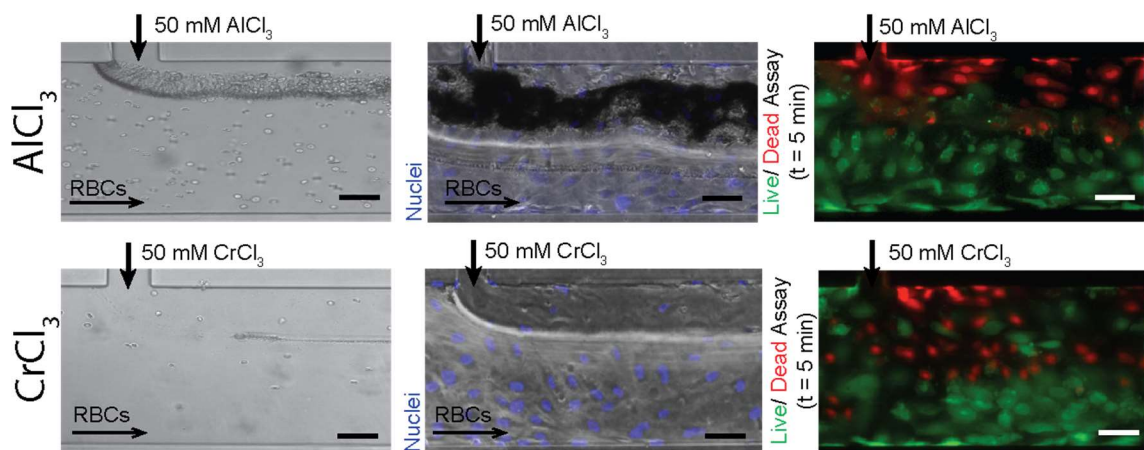 50 mM AlCl₃
50 mM AlCl₃
50 mM AlCl₃
AlCl₃
RBCs
Nuclei
RBCs
Live/ Dead Assay
(t = 5 min)
50 mM CrCl₃
50 mM CrCl₃
50 mM CrCl₃
CrCl₃
RBCs
Nuclei
RBCs
Live/ Dead Assay
(t = 5 min)